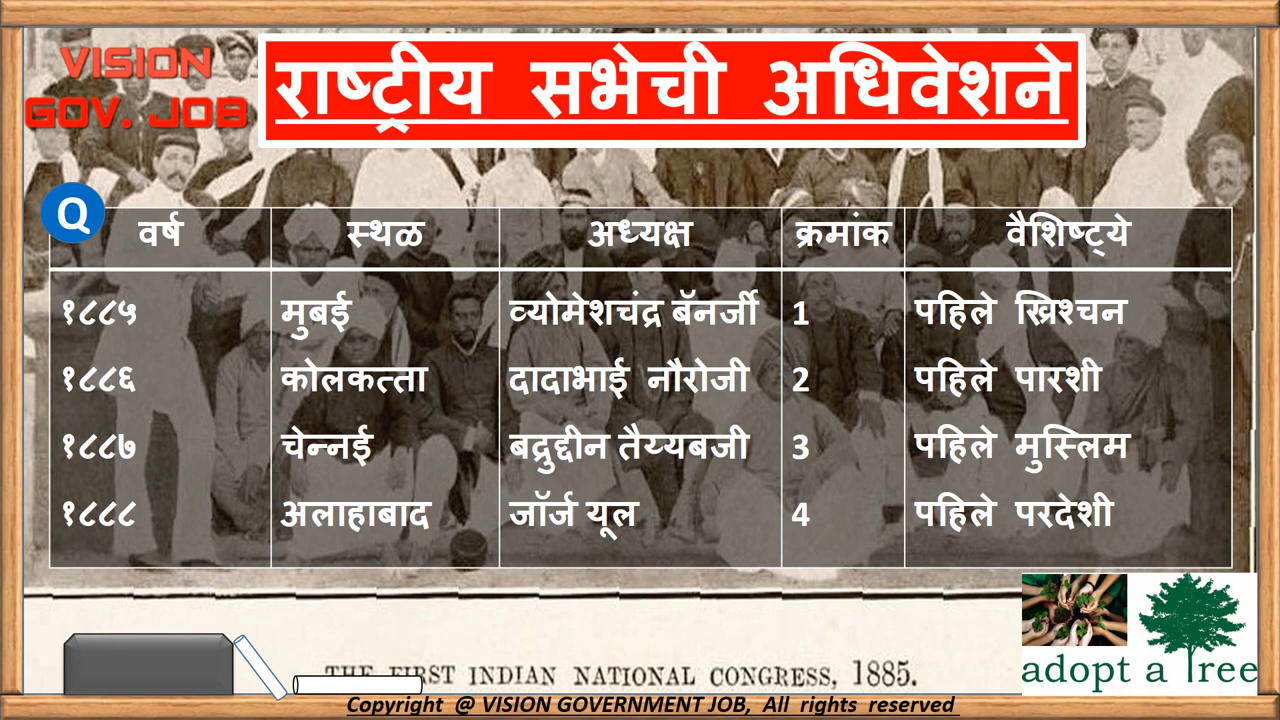 VISION
GOV. JOB
राष्ट्रीय सभेची अधिवेशने
Q
वर्ष स्थळ अध्यक्ष क्रमांक वैशिष्ट्ये
१८८५ मुबई व्योमेशचंद्र बॅनर्जी 1 पहिले ख्रिश्चन
१८८६ कोलकत्ता दादाभाई नौरोजी 2 पहिले पारशी
१८८७ चेन्नई बद्रुद्दीन तैय्यबजी 3 पहिले मुस्लिम
१८८८ अलाहाबाद जॉर्ज यूल 4 पहिले परदेशी
THE FIRST INDIAN NATIONAL CONGRESS, 1885.
adopt a Tree
Copyright @ VISION GOVERNMENT JOB, All rights reserved